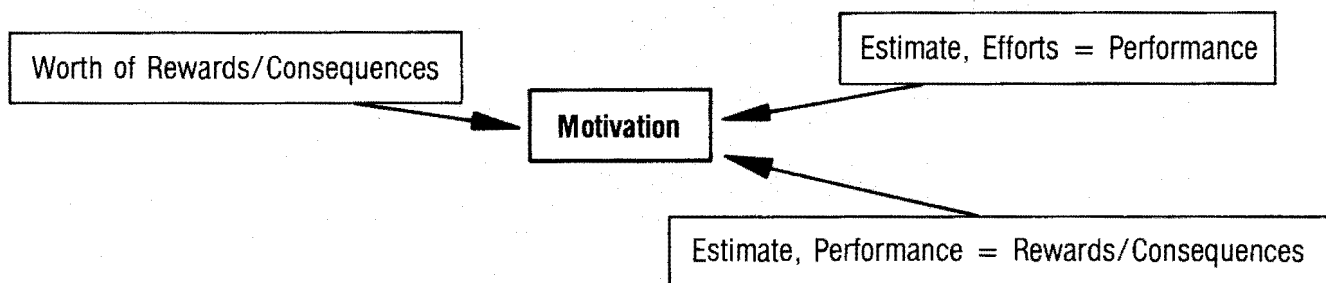 Worth of Rewards/Consequences
Estimate, Efforts = Performance
Motivation
Estimate, Performance = Rewards/Consequences